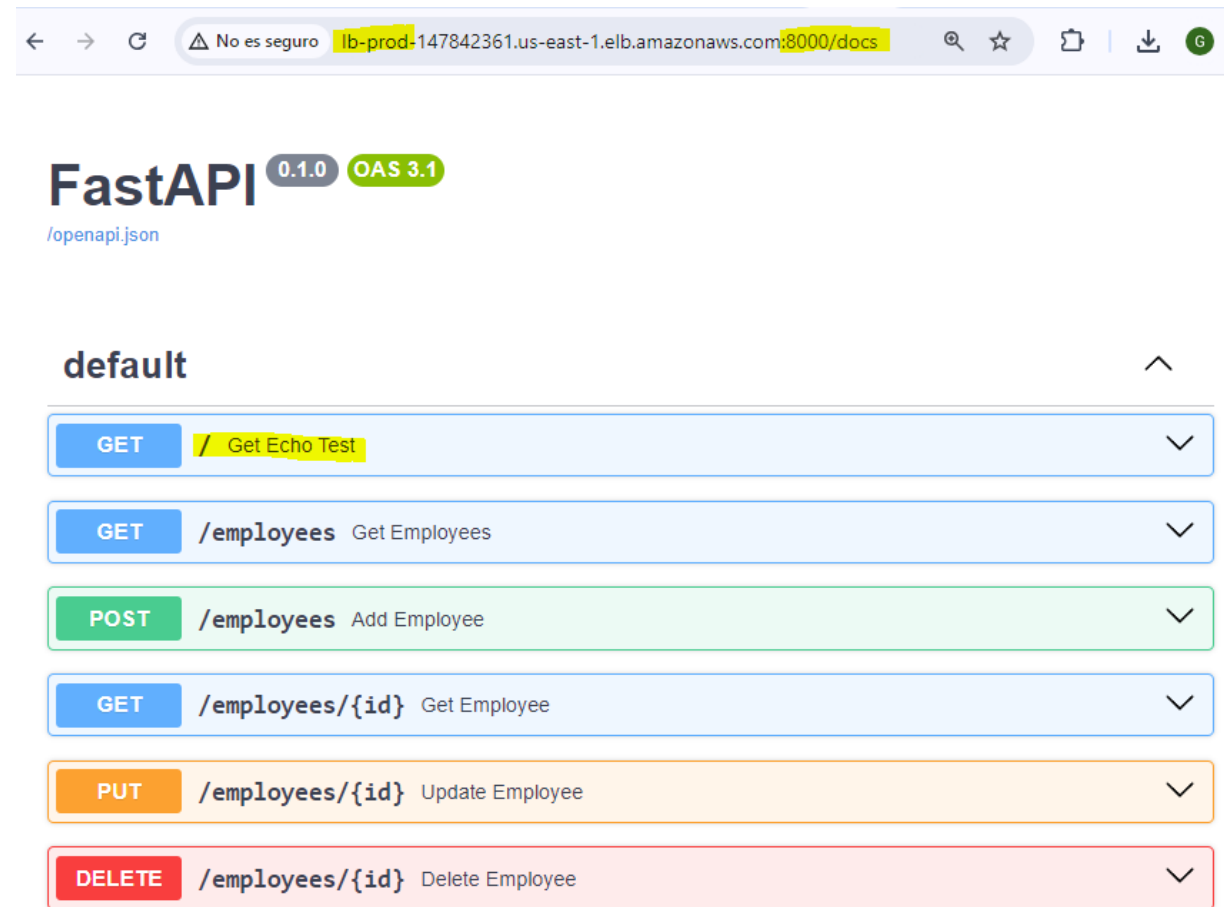 No es seguro lb-prod-147842361.us-east-1.elb.amazonaws.com:8000/docs G
FastAPI 0.1.0 OAS 3.1
/openapi.json
default
GET / Get Echo Test
GET /employees Get Employees
POST /employees Add Employee
GET /employees/{id} Get Employee
PUT /employees/{id} Update Employee
DELETE /employees/{id} Delete Employee